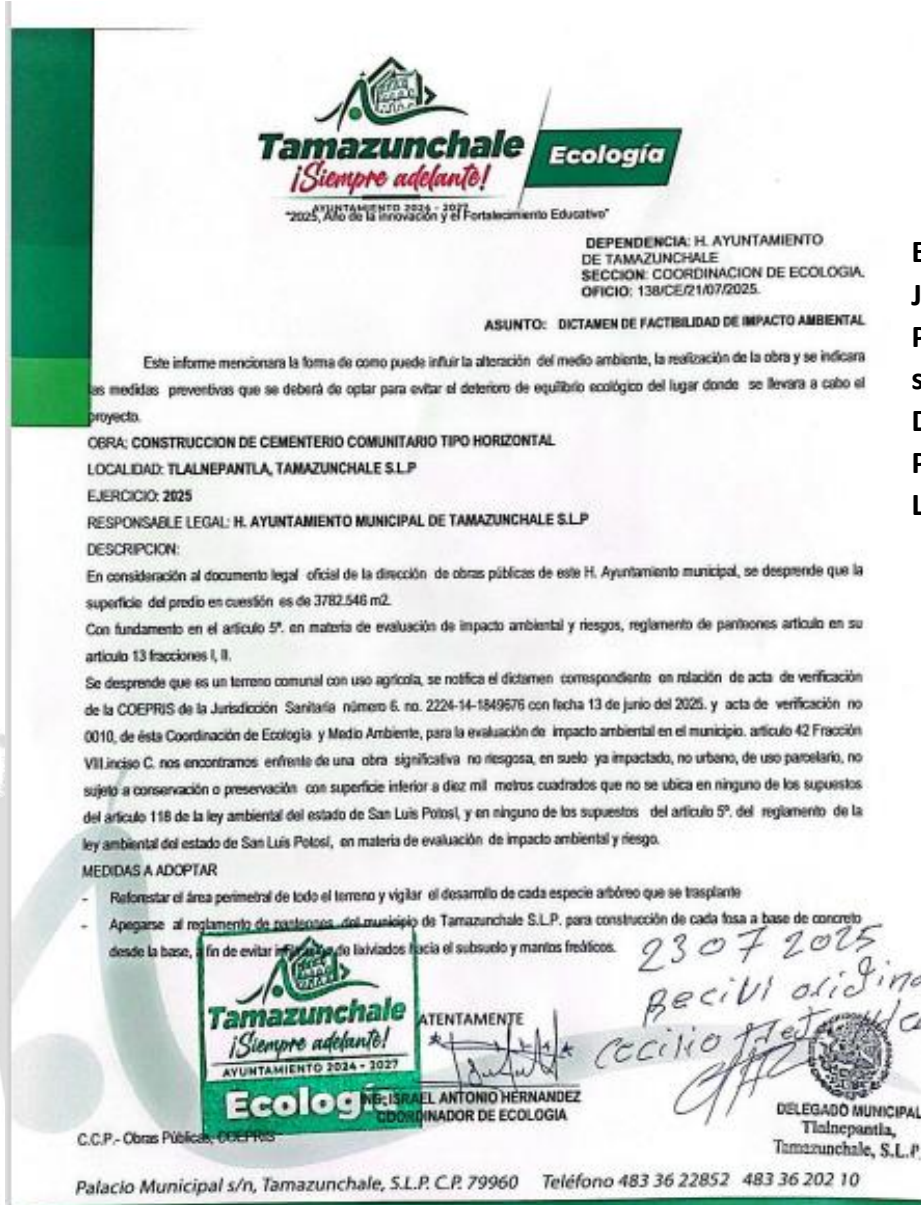 Tamazunchale
¡Siempre adelante!
AYUNTAMIENTO 2024 - 2027
Ecología
"2025, Año de la innovación y el Fortalecimiento Educativo"
DEPENDENCIA: H. AYUNTAMIENTO
DE TAMAZUNCHALE
SECCION: COORDINACION DE ECOLOGIA.
OFICIO: 138/CE/21/07/2025.
ASUNTO: DICTAMEN DE FACTIBILIDAD DE IMPACTO AMBIENTAL
Este informe mencionara la forma de como puede influir la alteración del medio ambiente, la realización de la obra y se indicara
las medidas preventivas que se deberá de optar para evitar el deterioro de equilibrio ecológico del lugar donde se llevara a cabo el
proyecto.
OBRA: CONSTRUCCION DE CEMENTERIO COMUNITARIO TIPO HORIZONTAL
LOCALIDAD: TLALNEPANTLA, TAMAZUNCHALE S.L.P
EJERCICIO: 2025
RESPONSABLE LEGAL: H. AYUNTAMIENTO MUNICIPAL DE TAMAZUNCHALE S.L.P
DESCRIPCION:
En consideración al documento legal oficial de la dirección de obras públicas de este H. Ayuntamiento municipal, se desprende que la
superficie del predio en cuestión es de 3782.546 m2.
Con fundamento en el artículo 5º. en materia de evaluación de impacto ambiental y riesgos, reglamento de panteones articulo en su
articulo 13 fracciones I, II.
Se desprende que es un terreno comunal con uso agrícola, se notifica el dictamen correspondiente en relación de acta de verificación
de la COEPRIS de la Jurisdicción Sanitaria número 6. no. 2224-14-1849676 con fecha 13 de junio del 2025. y acta de verificación no
0010, de ésta Coordinación de Ecología y Medio Ambiente, para la evaluación de impacto ambiental en el municipio. articulo 42 Fracción
VIII.inciso C. nos encontramos enfrente de una obra significativa no riesgosa, en suelo ya impactado, no urbano, de uso parcelario, no
sujeto a conservación o preservación con superficie inferior a diez mil metros cuadrados que no se ubica en ninguno de los supuestos
del articulo 118 de la ley ambiental del estado de San Luis Potosí, y en ninguno de los supuestos del articulo 5º. del reglamento de la
ley ambiental del estado de San Luis Potosí, en materia de evaluación de impacto ambiental y riesgo.
MEDIDAS A ADOPTAR
- Reforestar el área perimetral de todo el terreno y vigilar el desarrollo de cada especie arbóreo que se trasplante
- Apegarse al reglamento de panteones del municipio de Tamazunchale S.L.P. para construcción de cada fosa a base de concreto
desde la base, a fin de evitar de lixiviados hacia el subsuelo y mantos freáticos.
23 07 2025
Recibí
Cecilio
Tamazunchale
¡Siempre adelante!
AYUNTAMIENTO 2024 - 2027
Ecología
ATENTAMENTE
ING. ISRAEL ANTONIO HERNANDEZ
COORDINADOR DE ECOLOGIA
DELEGADO MUNICIPAL
Tlalnepantla,
Tamazunchale, S.L.P.
C.C.P.- Obras Públicas, COEPRIS
Palacio Municipal s/n, Tamazunchale, S.L.P. C.P. 79960 Teléfono 483 36 22852 483 36 202 10